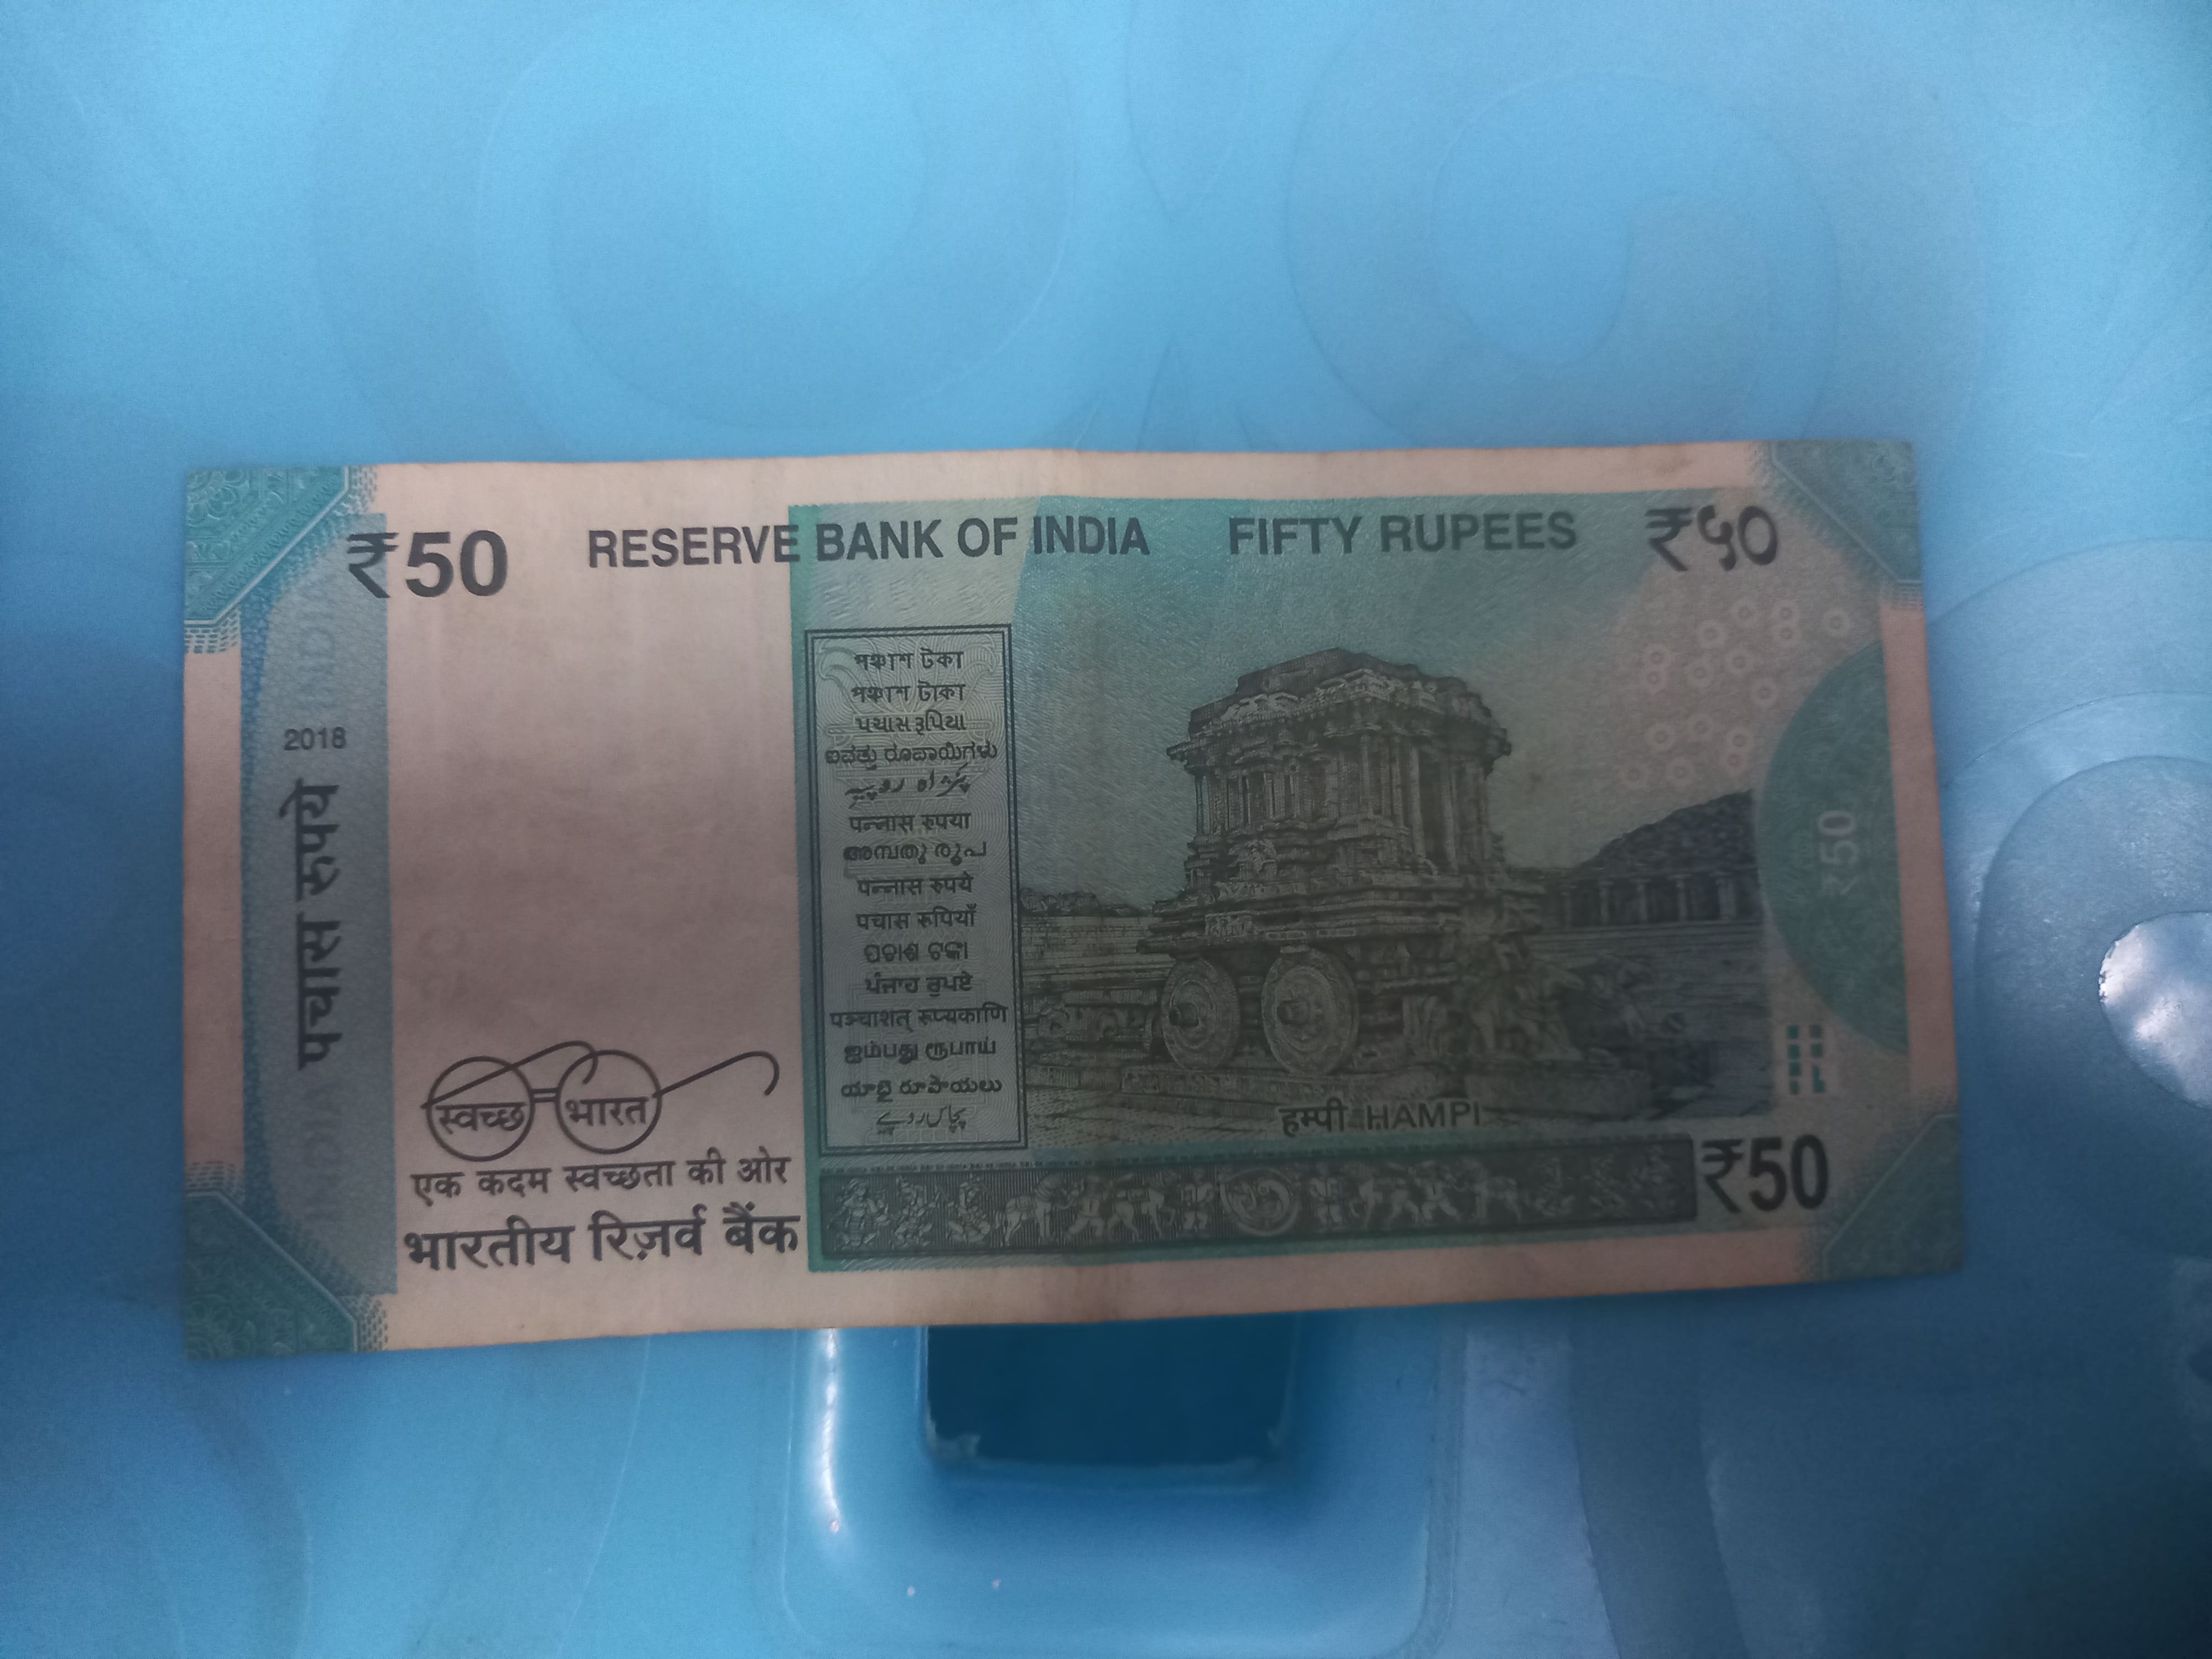 ₹50 RESERVE BANK OF INDIA FIFTY RUPEES ₹५०
2018
पचास रुपये
পঞ্চাশ টকা
পঞ্চাশ টাকা
પચાસ રૂપિયા
ಐವತ್ತು ರೂಪಾಯಿಗಳು
पन्नास रुपया
അമ്പതു രൂപ
पन्नास रुपये
पचास रुपियाँ
ପଚାଶ ଟଙ୍କା
ਪੰਜਾਹ ਰੁਪਏ
पञ्चाशत् रूप्यकाणि
ஐம்பது ரூபாய்
యాభై రూపాయలు
پچاس روپے
₹50
हम्पी HAMPI
₹50
स्वच्छ भारत
एक कदम स्वच्छता की ओर
भारतीय रिज़र्व बैंक